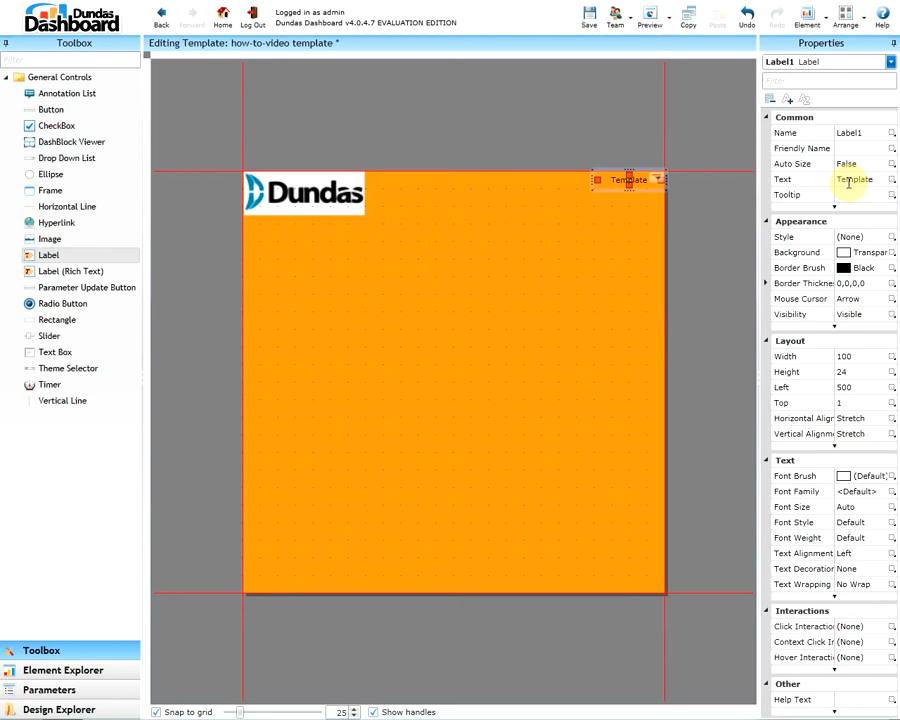 Dundas Dashboard
Back
Forward
Home
Log Out
Logged in as admin
Dundas Dashboard v4.0.4.7 EVALUATION EDITION
Save
Team
Preview
Copy
Paste
Undo
Redo
Element
Arrange
Help
Toolbox
Editing Template: how-to-video template *
Properties
Filter
General Controls
Annotation List
Button
CheckBox
DashBlock Viewer
Drop Down List
Ellipse
Frame
Horizontal Line
Hyperlink
Image
Label
Label (Rich Text)
Parameter Update Button
Radio Button
Rectangle
Slider
Text Box
Theme Selector
Timer
Vertical Line
Toolbox
Element Explorer
Parameters
Design Explorer
Dundas
Template
Snap to grid
25
Show handles
Label1 Label
Filter
Common
Name Label1
Friendly Name
Auto Size False
Text Template
Tooltip
Appearance
Style (None)
Background Transpar
Border Brush Black
Border Thicknes 0,0,0,0
Mouse Cursor Arrow
Visibility Visible
Layout
Width 100
Height 24
Left 500
Top 1
Horizontal Align Stretch
Vertical Alignme Stretch
Text
Font Brush (Default)
Font Family <Default>
Font Size Auto
Font Style Default
Font Weight Default
Text Alignment Left
Text Decoration None
Text Wrapping No Wrap
Interactions
Click Interactio (None)
Context Click In (None)
Hover Interacti (None)
Other
Help Text